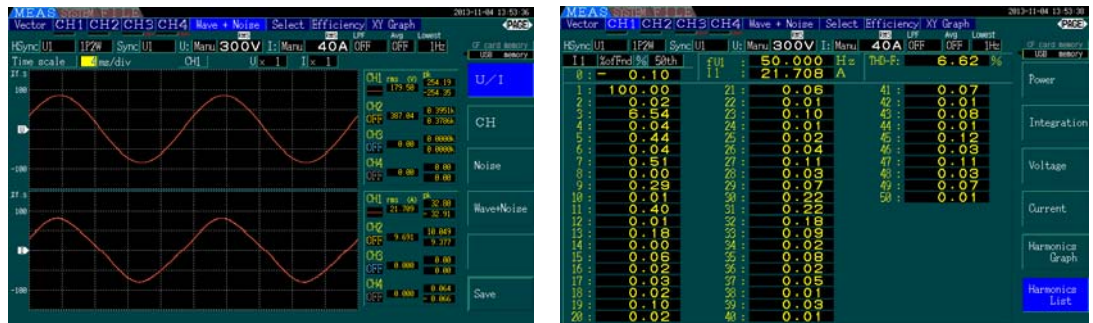 MEAS SYSTEM FILE 2013-11-04 13:53:36
Vector CH1 CH2 CH3 CH4 Wave + Noise Select Efficiency XY Graph PAGE
LPF Avg Lowest
HSync U1 1P2W Sync U1 U: Manu 300V I: Manu 40A OFF OFF 1Hz
CF card memory
USB memory
Time scale 4 ms/div CH1 U× 1 I× 1
U/I
CH
Noise
Wave+Noise
Save
100
-100
100
-100
CH1 rms (V) pk
179.50 254.19
-254.35
CH2
OFF 387.04 0.3951k
0.3786k
CH3
OFF 0.00 0.0000k
0.0000k
CH4
OFF 0.00 0.00
0.00
CH1 rms (A) pk
21.709 32.80
- 32.91
CH2
OFF 9.691 10.049
9.377
CH3
OFF 0.000 0.00
0.00
CH4
OFF 0.000 0.064
- 0.066
MEAS SYSTEM FILE 2013-11-04 13:53:38
Vector CH1 CH2 CH3 CH4 Wave + Noise Select Efficiency XY Graph PAGE
LPF Avg Lowest
HSync U1 1P2W Sync U1 U: Manu 300V I: Manu 40A OFF OFF 1Hz
CF card memory
USB memory
I1 %ofFnd % 50th fU1 : 50.000 Hz THD-F: 6.62 %
0:- 0.10 I1 : 21.708 A
1: 100.00 21: 0.06 41: 0.07
2: 0.02 22: 0.01 42: 0.01
3: 6.54 23: 0.10 43: 0.08
4: 0.04 24: 0.01 44: 0.01
5: 0.44 25: 0.02 45: 0.12
6: 0.04 26: 0.04 46: 0.03
7: 0.51 27: 0.11 47: 0.11
8: 0.00 28: 0.03 48: 0.03
9: 0.29 29: 0.07 49: 0.07
10: 0.01 30: 0.22 50: 0.01
11: 0.40 31: 0.22
12: 0.01 32: 0.18
13: 0.18 33: 0.09
14: 0.00 34: 0.02
15: 0.06 35: 0.08
16: 0.02 36: 0.02
17: 0.03 37: 0.05
18: 0.02 38: 0.01
19: 0.10 39: 0.03
20: 0.02 40: 0.01
Power
Integration
Voltage
Current
Harmonics
Graph
Harmonics
List